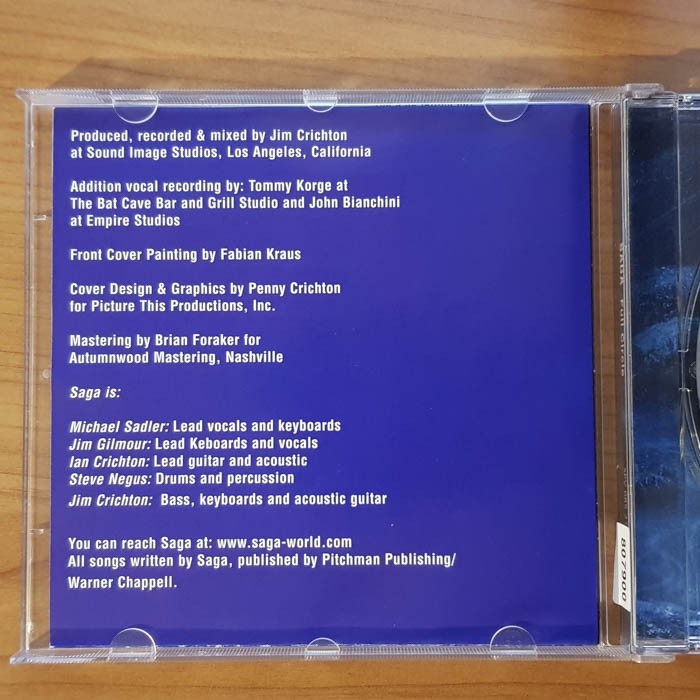 Produced, recorded & mixed by Jim Crichton
at Sound Image Studios, Los Angeles, California
Addition vocal recording by: Tommy Korge at
The Bat Cave Bar and Grill Studio and John Bianchini
at Empire Studios
Front Cover Painting by Fabian Kraus
Cover Design & Graphics by Penny Crichton
for Picture This Productions, Inc.
Mastering by Brian Foraker for
Autumnwood Mastering, Nashville
Saga is:
Michael Sadler: Lead vocals and keyboards
Jim Gilmour: Lead Keboards and vocals
Ian Crichton: Lead guitar and acoustic
Steve Negus: Drums and percussion
Jim Crichton: Bass, keyboards and acoustic guitar
You can reach Saga at: www.saga-world.com
All songs written by Saga, published by Pitchman Publishing/
Warner Chappell.
SAGA Full Circle
807900